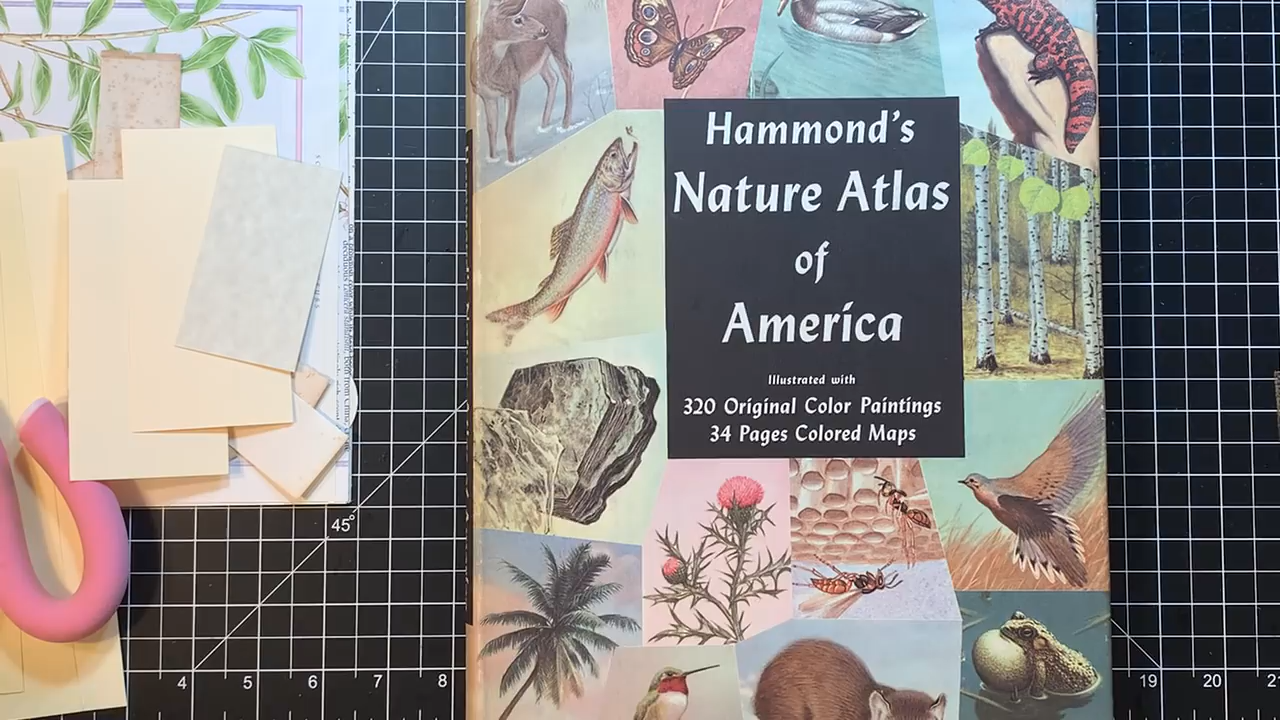 Hammond's
Nature Atlas
of
America
Illustrated with
320 Original Color Paintings
34 Pages Colored Maps
45°
4 5 6 7 8 19 20